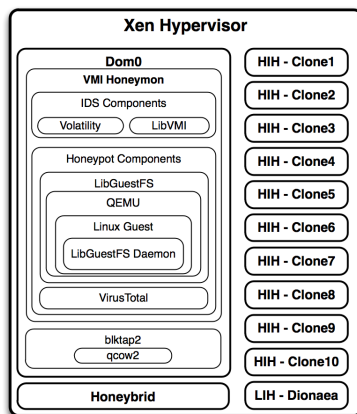 Xen Hypervisor
Dom0
VMI Honeymon
IDS Components
Volatility
LibVMI
Honeypot Components
LibGuestFS
QEMU
Linux Guest
LibGuestFS Daemon
VirusTotal
blktap2
qcow2
Honeybrid
HIH - Clone1
HIH - Clone2
HIH - Clone3
HIH - Clone4
HIH - Clone5
HIH - Clone6
HIH - Clone7
HIH - Clone8
HIH - Clone9
HIH - Clone10
LIH - Dionaea